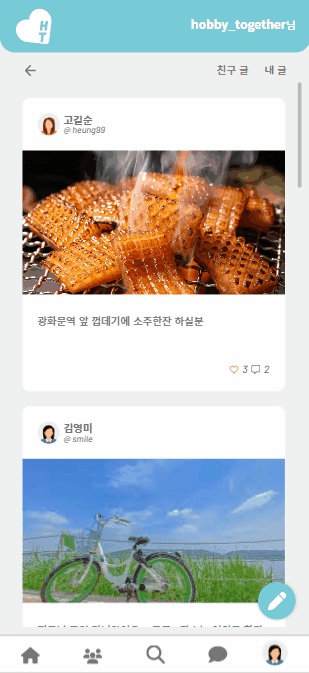 H
T
hobby_together님
친구 글 내 글
고길순
@ heung99
광화문역 앞 껍데기에 소주한잔 하실분
3 2
김영미
@ smile